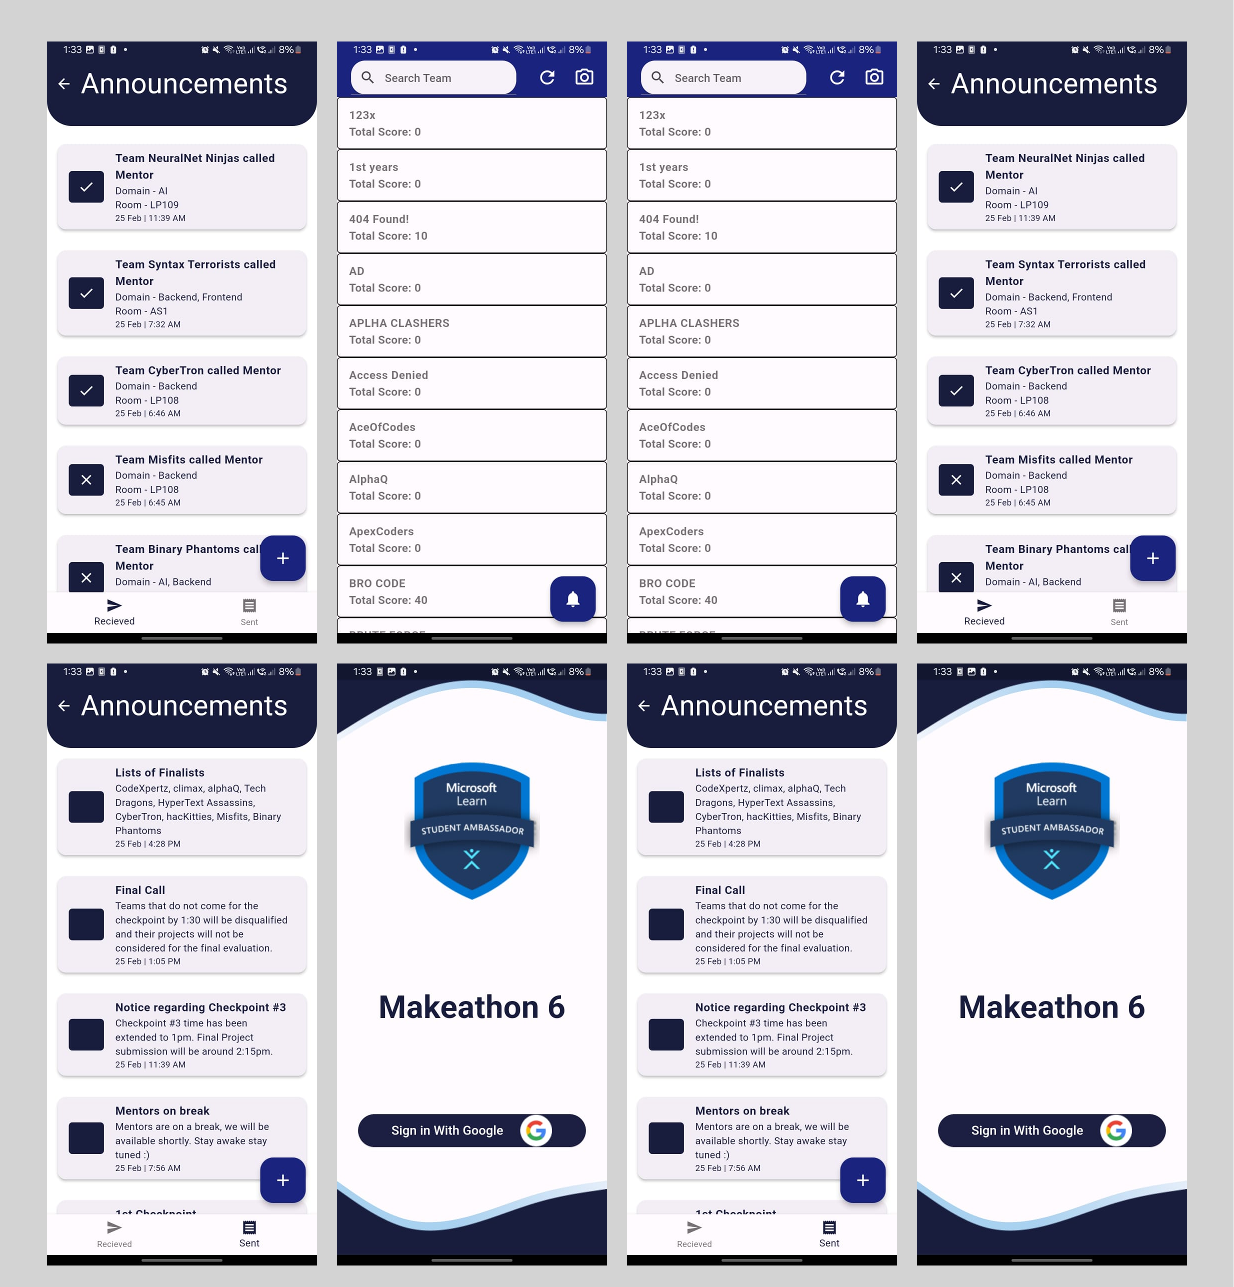 1:33 8%
Announcements
Team NeuralNet Ninjas called
Mentor
Domain - AI
Room - LP109
25 Feb | 11:39 AM
Team Syntax Terrorists called
Mentor
Domain - Backend, Frontend
Room - AS1
25 Feb | 7:32 AM
Team CyberTron called Mentor
Domain - Backend
Room - LP108
25 Feb | 6:46 AM
Team Misfits called Mentor
Domain - Backend
Room - LP108
25 Feb | 6:45 AM
Team Binary Phantoms cal
Mentor
Domain - AI, Backend
Recieved
Sent
1:33 8%
Search Team
123x
Total Score: 0
1st years
Total Score: 0
404 Found!
Total Score: 10
AD
Total Score: 0
APLHA CLASHERS
Total Score: 0
Access Denied
Total Score: 0
AceOfCodes
Total Score: 0
AlphaQ
Total Score: 0
ApexCoders
Total Score: 0
BRO CODE
Total Score: 40
BRUTE FORCE
1:33 8%
Search Team
123x
Total Score: 0
1st years
Total Score: 0
404 Found!
Total Score: 10
AD
Total Score: 0
APLHA CLASHERS
Total Score: 0
Access Denied
Total Score: 0
AceOfCodes
Total Score: 0
AlphaQ
Total Score: 0
ApexCoders
Total Score: 0
BRO CODE
Total Score: 40
BRUTE FORCE
1:33 8%
Announcements
Team NeuralNet Ninjas called
Mentor
Domain - AI
Room - LP109
25 Feb | 11:39 AM
Team Syntax Terrorists called
Mentor
Domain - Backend, Frontend
Room - AS1
25 Feb | 7:32 AM
Team CyberTron called Mentor
Domain - Backend
Room - LP108
25 Feb | 6:46 AM
Team Misfits called Mentor
Domain - Backend
Room - LP108
25 Feb | 6:45 AM
Team Binary Phantoms cal
Mentor
Domain - AI, Backend
Recieved
Sent
1:33 8%
Announcements
Lists of Finalists
CodeXpertz, climax, alphaQ, Tech
Dragons, HyperText Assassins,
CyberTron, hacKitties, Misfits, Binary
Phantoms
25 Feb | 4:28 PM
Final Call
Teams that do not come for the
checkpoint by 1:30 will be disqualified
and their projects will not be
considered for the final evaluation.
25 Feb | 1:05 PM
Notice regarding Checkpoint #3
Checkpoint #3 time has been
extended to 1pm. Final Project
submission will be around 2:15pm.
25 Feb | 11:39 AM
Mentors on break
Mentors are on a break, we will be
available shortly. Stay awake stay
tuned :)
25 Feb | 7:56 AM
1st Checkpoint
Recieved
Sent
1:33 8%
Microsoft
Learn
STUDENT AMBASSADOR
Makeathon 6
Sign in With Google
1:33 8%
Announcements
Lists of Finalists
CodeXpertz, climax, alphaQ, Tech
Dragons, HyperText Assassins,
CyberTron, hacKitties, Misfits, Binary
Phantoms
25 Feb | 4:28 PM
Final Call
Teams that do not come for the
checkpoint by 1:30 will be disqualified
and their projects will not be
considered for the final evaluation.
25 Feb | 1:05 PM
Notice regarding Checkpoint #3
Checkpoint #3 time has been
extended to 1pm. Final Project
submission will be around 2:15pm.
25 Feb | 11:39 AM
Mentors on break
Mentors are on a break, we will be
available shortly. Stay awake stay
tuned :)
25 Feb | 7:56 AM
1st Checkpoint
Recieved
Sent
1:33 8%
Microsoft
Learn
STUDENT AMBASSADOR
Makeathon 6
Sign in With Google